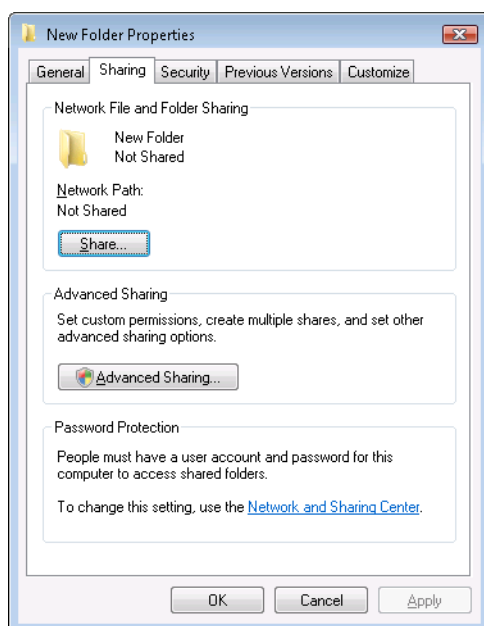 New Folder Properties
General Sharing Security Previous Versions Customize
Network File and Folder Sharing
New Folder
Not Shared
Network Path:
Not Shared
Share...
Advanced Sharing
Set custom permissions, create multiple shares, and set other
advanced sharing options.
Advanced Sharing...
Password Protection
People must have a user account and password for this
computer to access shared folders.
To change this setting, use the Network and Sharing Center.
OK Cancel Apply